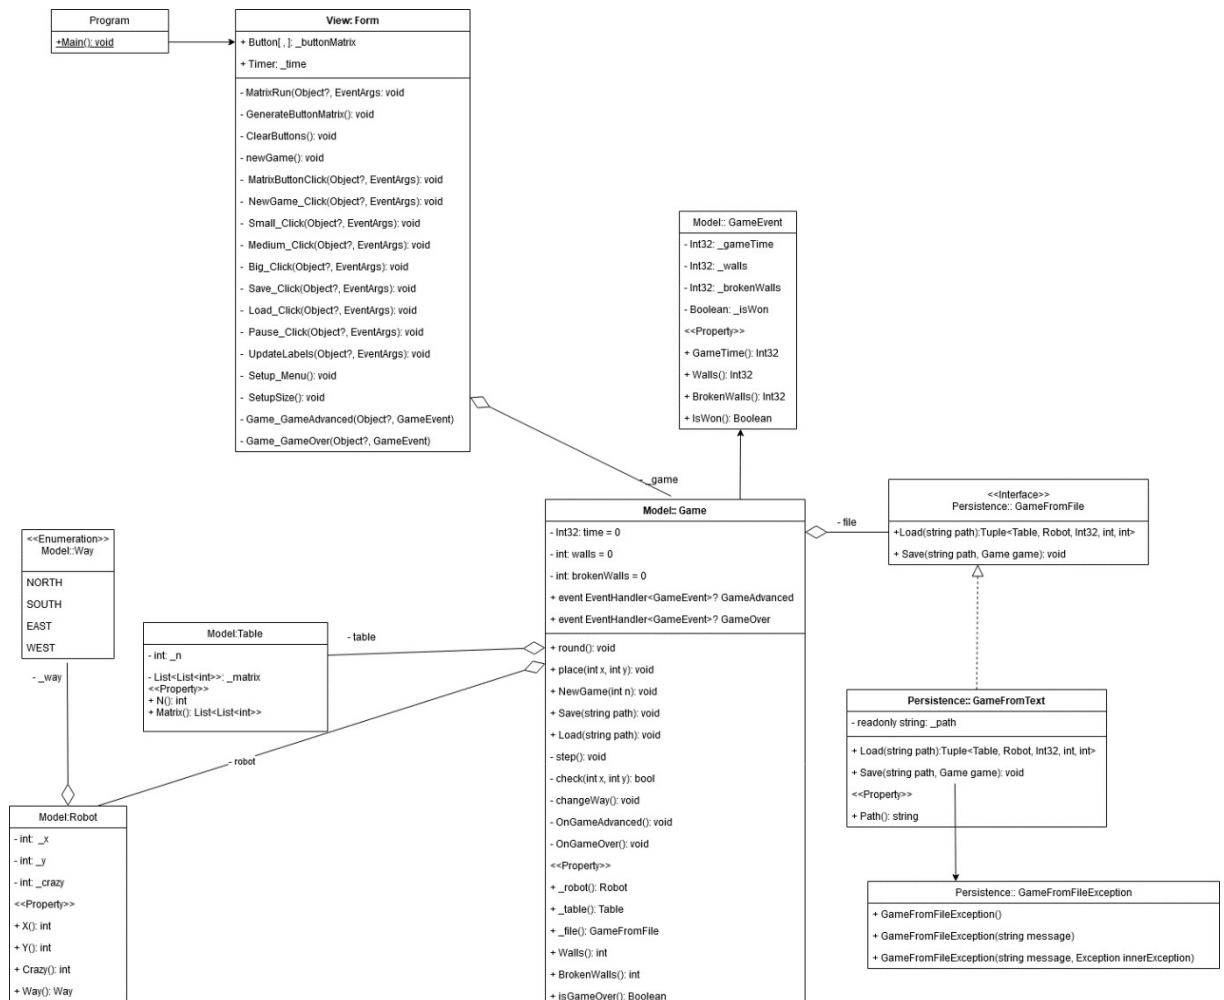 Program
+Main(): void
View: Form
+ Button[ , ]: _buttonMatrix
+ Timer: _time
- MatrixRun(Object?, EventArgs: void
- GenerateButtonMatrix(): void
- ClearButtons(): void
- newGame(): void
- MatrixButtonClick(Object?, EventArgs): void
- NewGame_Click(Object?, EventArgs): void
- Small_Click(Object?, EventArgs): void
- Medium_Click(Object?, EventArgs): void
- Big_Click(Object?, EventArgs): void
- Save_Click(Object?, EventArgs): void
- Load_Click(Object?, EventArgs): void
- Pause_Click(Object?, EventArgs): void
- UpdateLabels(Object?, EventArgs): void
- Setup_Menu(): void
- SetupSize(): void
- Game_GameAdvanced(Object?, GameEvent)
- Game_GameOver(Object?, GameEvent)
Model:: GameEvent
- Int32: _gameTime
- Int32: _walls
- Int32: _brokenWalls
- Boolean: _isWon
<<Property>>
+ GameTime(): Int32
+ Walls(): Int32
+ BrokenWalls(): Int32
+ IsWon(): Boolean
- _game
Model:: Game
- Int32: time = 0
- int: walls = 0
- int: brokenWalls = 0
+ event EventHandler<GameEvent>? GameAdvanced
+ event EventHandler<GameEvent>? GameOver
+ round(): void
+ place(int x, int y): void
+ NewGame(int n): void
+ Save(string path): void
+ Load(string path): void
- step(): void
- check(int x, int y): bool
- changeWay(): void
- OnGameAdvanced(): void
- OnGameOver(): void
<<Property>>
+ _robot(): Robot
+ _table(): Table
+ _file(): GameFromFile
+ Walls(): int
+ BrokenWalls(): int
+ isGameOver(): Boolean
- file
<<Interface>>
Persistence:: GameFromFile
+Load(string path):Tuple<Table, Robot, Int32, int, int>
+ Save(string path, Game game): void
Persistence:: GameFromText
- readonly string: _path
+ Load(string path):Tuple<Table, Robot, Int32, int, int>
+ Save(string path, Game game): void
<<Property>>
+ Path(): string
Persistence:: GameFromFileException
+ GameFromFileException()
+ GameFromFileException(string message)
+ GameFromFileException(string message, Exception innerException)
<<Enumeration>>
Model::Way
NORTH
SOUTH
EAST
WEST
- _way
Model:Table
- int: _n
- List<List<int>>: _matrix
<<Property>>
+ N(): int
+ Matrix(): List<List<int>>
- table
- robot
Model:Robot
- int: _x
- int: _y
- int: _crazy
<<Property>>
+ X(): int
+ Y(): int
+ Crazy(): int
+ Way(): Way